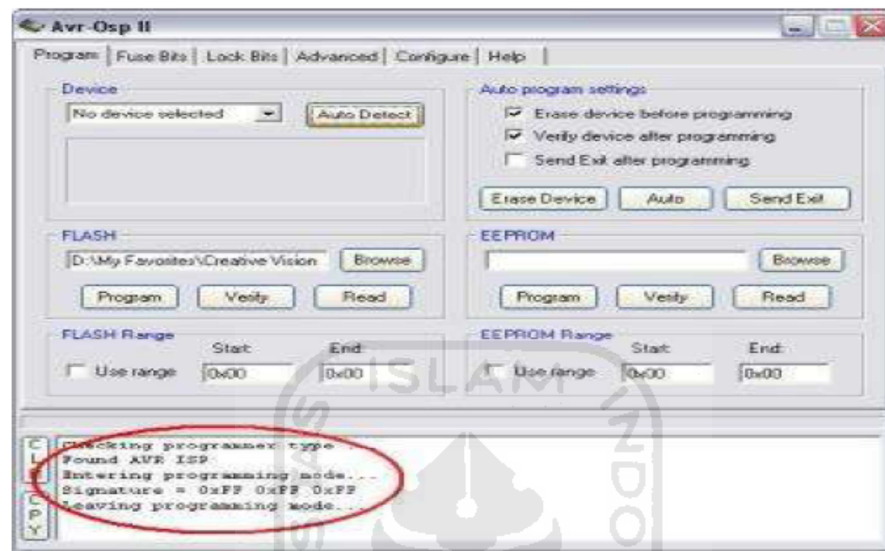 Avr-Osp II
Program Fuse Bits Lock Bits Advanced Configure Help
Device
No device selected Auto Detect
Auto program settings
Erase device before programming
Verify device after programming
Send Exit after programming
Erase Device Auto Send Exit
FLASH
D:\My Favorites\Creative Vision Browse
Program Verify Read
EEPROM
Browse
Program Verify Read
FLASH Range
Start: End:
Use range 0x00 0x00
EEPROM Range
Start: End:
Use range 0x00 0x00
CLR
CPY
Checking programmer type...
Found AVR ISP
Entering programming mode...
Signature = 0xFF 0xFF 0xFF
Leaving programming mode...
ISLAM